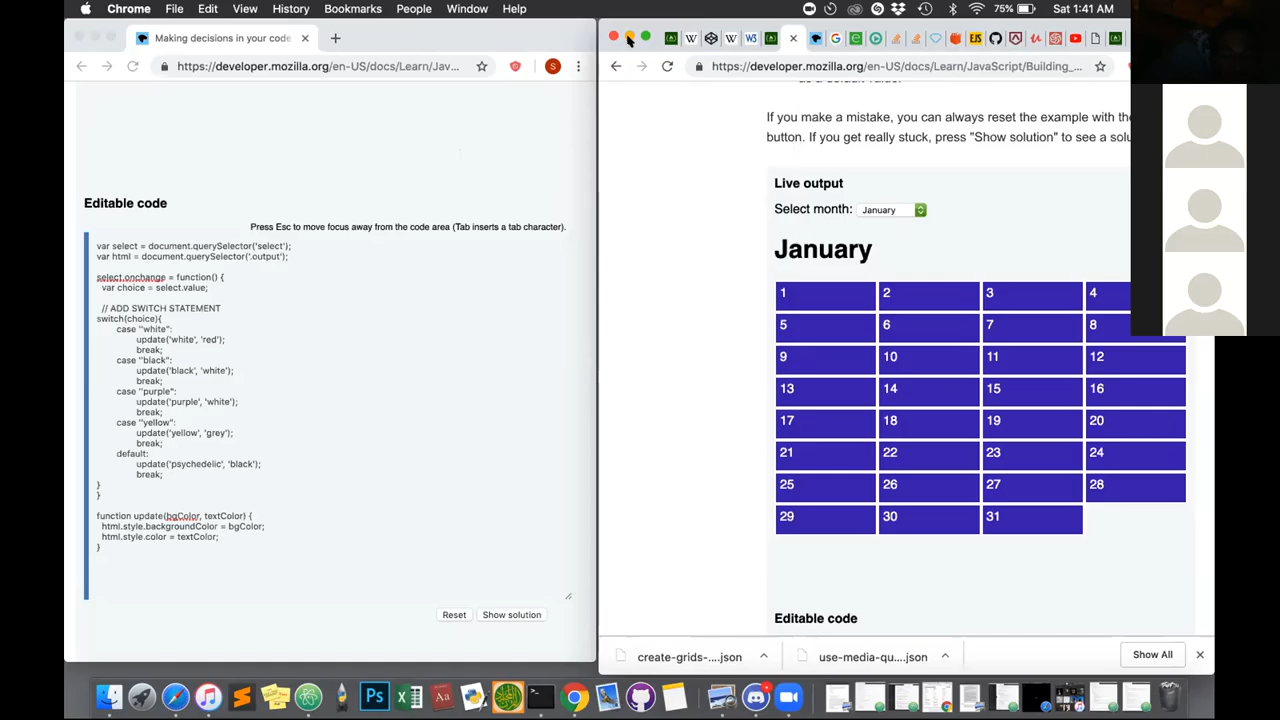 Chrome File Edit View History Bookmarks People Window Help 75% Sat 1:41 AM
Making decisions in your code
https://developer.mozilla.org/en-US/docs/Learn/Jav...
S
Editable code
Press Esc to move focus away from the code area (Tab inserts a tab character).
var select = document.querySelector('select');
var html = document.querySelector('.output');
select.onchange = function() {
var choice = select.value;
// ADD SWITCH STATEMENT
switch(choice){
case "white":
update('white', 'red');
break;
case "black":
update('black', 'white');
break;
case "purple":
update('purple', 'white');
break;
case "yellow":
update('yellow', 'grey');
break;
default:
update('psychedelic', 'black');
break;
}
}
function update(bgColor, textColor) {
html.style.backgroundColor = bgColor;
html.style.color = textColor;
}
Reset Show solution
https://developer.mozilla.org/en-US/docs/Learn/JavaScript/Building_...
as a default value.
If you make a mistake, you can always reset the example with the
button. If you get really stuck, press "Show solution" to see a
Live output
Select month: January
January
1 2 3 4
5 6 7 8
9 10 11 12
13 14 15 16
17 18 19 20
21 22 23 24
25 26 27 28
29 30 31
Editable code
create-grids-....json use-media-qu....json Show All